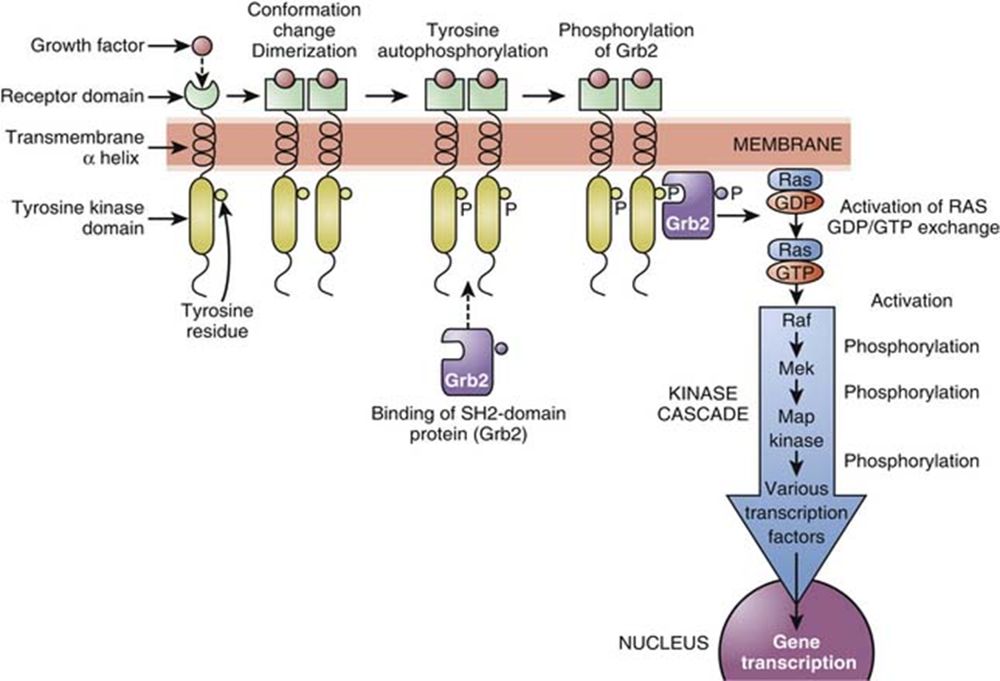 Conformation
change
Dimerization
Tyrosine
autophosphorylation
Phosphorylation
of Grb2
Growth factor
Receptor domain
Transmembrane
α helix
MEMBRANE
Tyrosine kinase
domain
Tyrosine
residue
P
P
P
P
Grb2
P
Ras
GDP
Activation of RAS
GDP/GTP exchange
Ras
GTP
Grb2
Binding of SH2-domain
protein (Grb2)
Activation
Raf
Phosphorylation
Mek
Phosphorylation
KINASE
CASCADE
Map
kinase
Phosphorylation
Various
transcription
factors
NUCLEUS
Gene
transcription